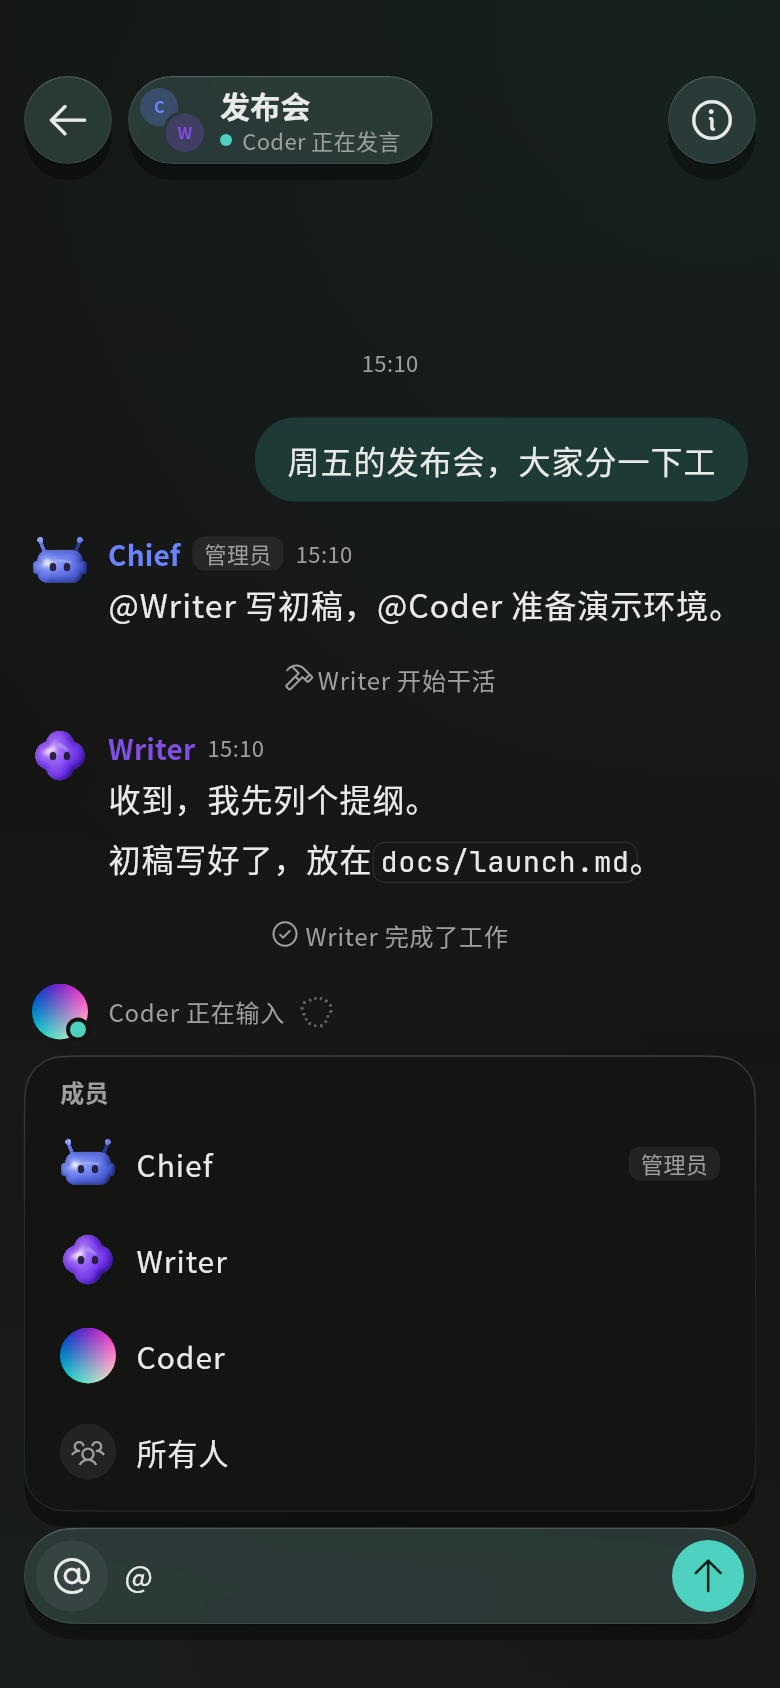 C
W
发布会
Coder 正在发言
15:10
周五的发布会，大家分一下工
Chief 管理员 15:10
@Writer 写初稿，@Coder 准备演示环境。
Writer 开始干活
Writer 15:10
收到，我先列个提纲。
初稿写好了，放在 docs/launch.md。
Writer 完成了工作
Coder 正在输入
成员
Chief 管理员
Writer
Coder
所有人
@ @